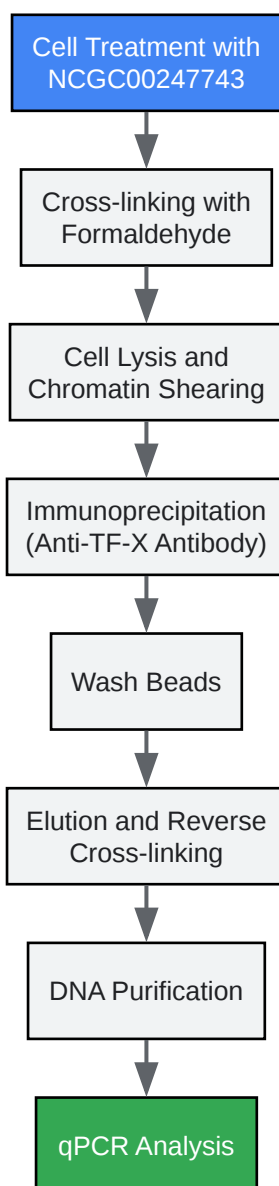 Cell Treatment with
NCGC00247743
Cross-linking with
Formaldehyde
Cell Lysis and
Chromatin Shearing
Immunoprecipitation
(Anti-TF-X Antibody)
Wash Beads
Elution and Reverse
Cross-linking
DNA Purification
qPCR Analysis